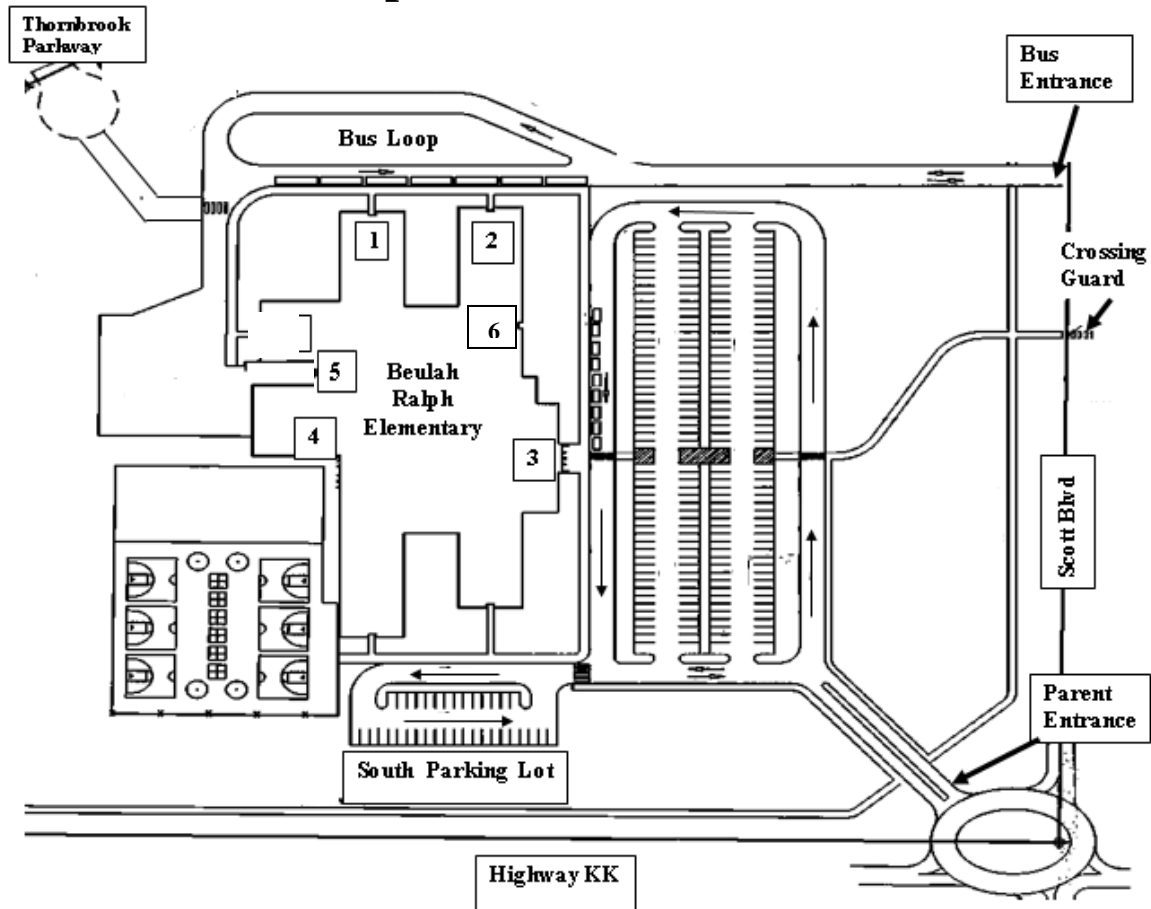 Thornbrook
Parkway
Bus
Entrance
Bus Loop
1
2
Crossing
Guard
6
5
Beulah
Ralph
Elementary
4
3
Scott Blvd
Parent
Entrance
South Parking Lot
Highway KK